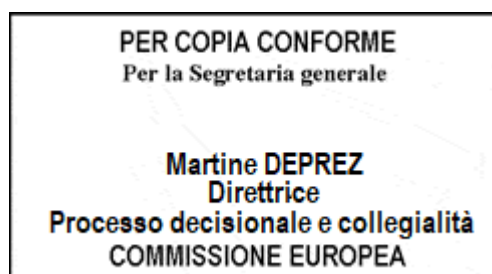 PER COPIA CONFORME
Per la Segretaria generale
Martine DEPREZ
Direttrice
Processo decisionale e collegialità
COMMISSIONE EUROPEA